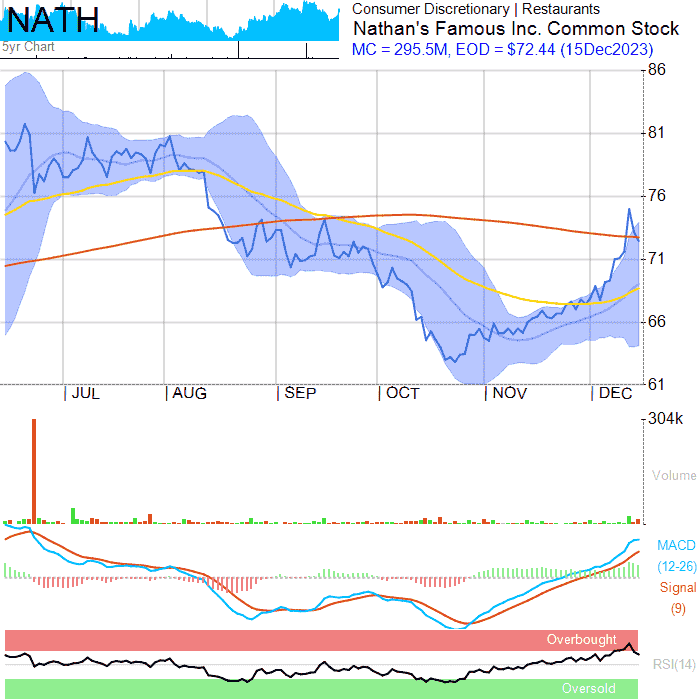 NATH
5yr Chart
Consumer Discretionary | Restaurants
Nathan's Famous Inc. Common Stock
MC = 295.5M, EOD = $72.44 (15Dec2023)
86
81
76
71
66
61
| JUL | AUG | SEP | OCT | NOV | DEC
304k
Volume
MACD
(12-26)
Signal
(9)
Overbought
RSI(14)
Oversold